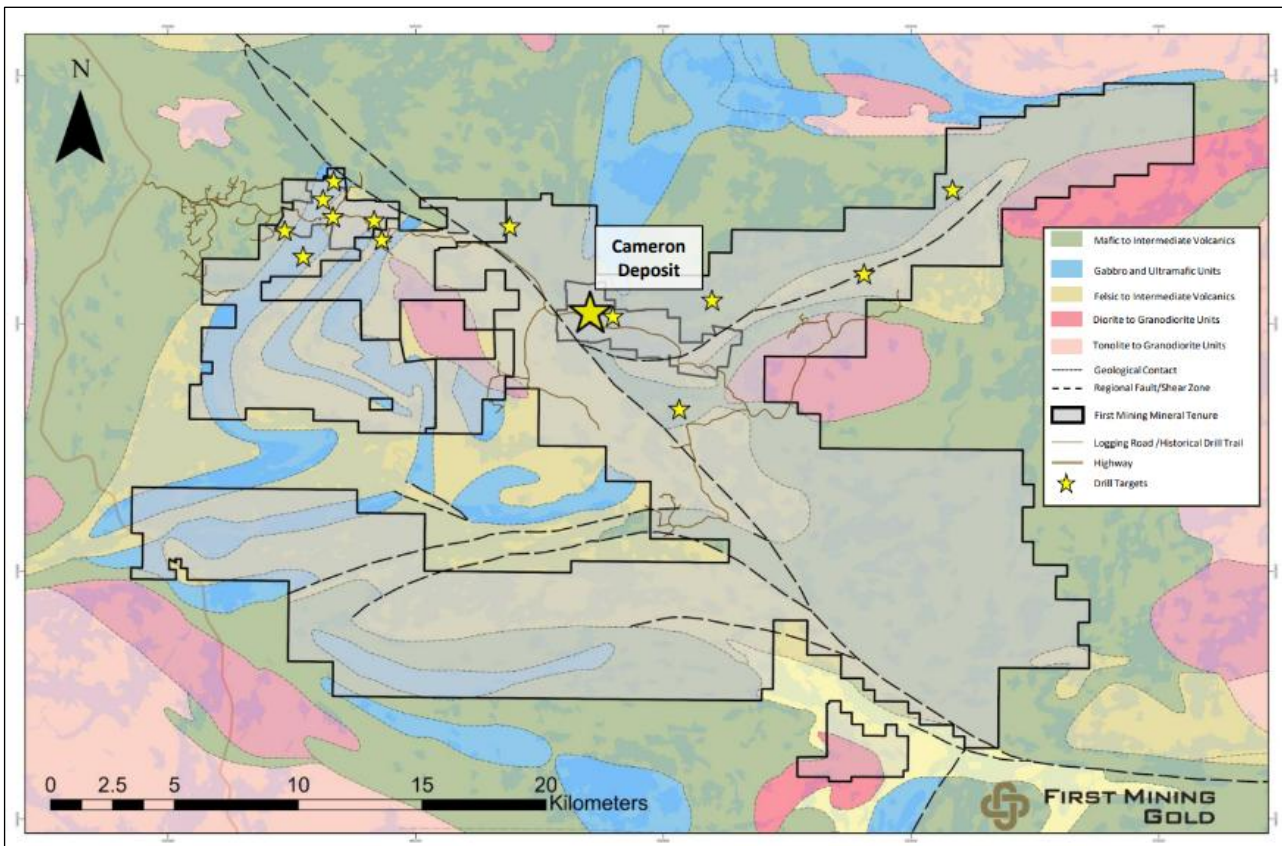 N
Cameron
Deposit
Mafic to Intermediate Volcanics
Gabbro and Ultramafic Units
Felsic to Intermediate Volcanics
Diorite to Granodiorite Units
Tonolite to Granodiorite Units
Geological Contact
Regional Fault/Shear Zone
First Mining Mineral Tenure
Logging Road /Historical Drill Trail
Highway
Drill Targets
0 2.5 5 10 15 20
Kilometers
FIRST MINING
GOLD